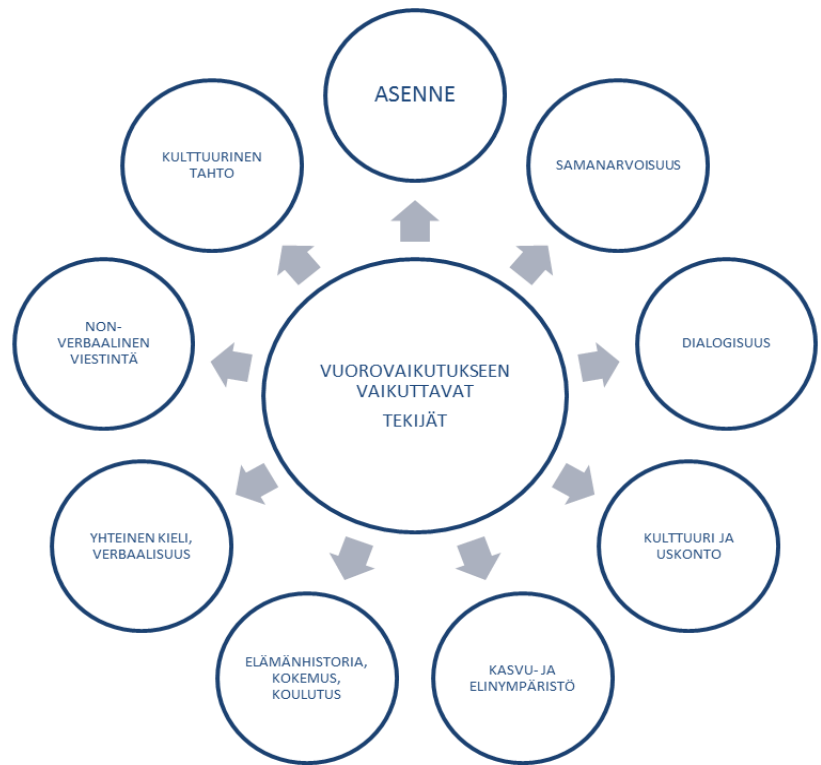 ASENNE
SAMANARVOISUUS
DIALOGISUUS
KULTTUURI JA
USKONTO
KASVU- JA
ELINYMPÄRISTÖ
ELÄMÄNHISTORIA,
KOKEMUS,
KOULUTUS
YHTEINEN KIELI,
VERBAALISUUS
NON-
VERBAALINEN
VIESTINTÄ
KULTTUURINEN
TAHTO
VUOROVAIKUTUKSEEN
VAIKUTTAVAT
TEKIJÄT